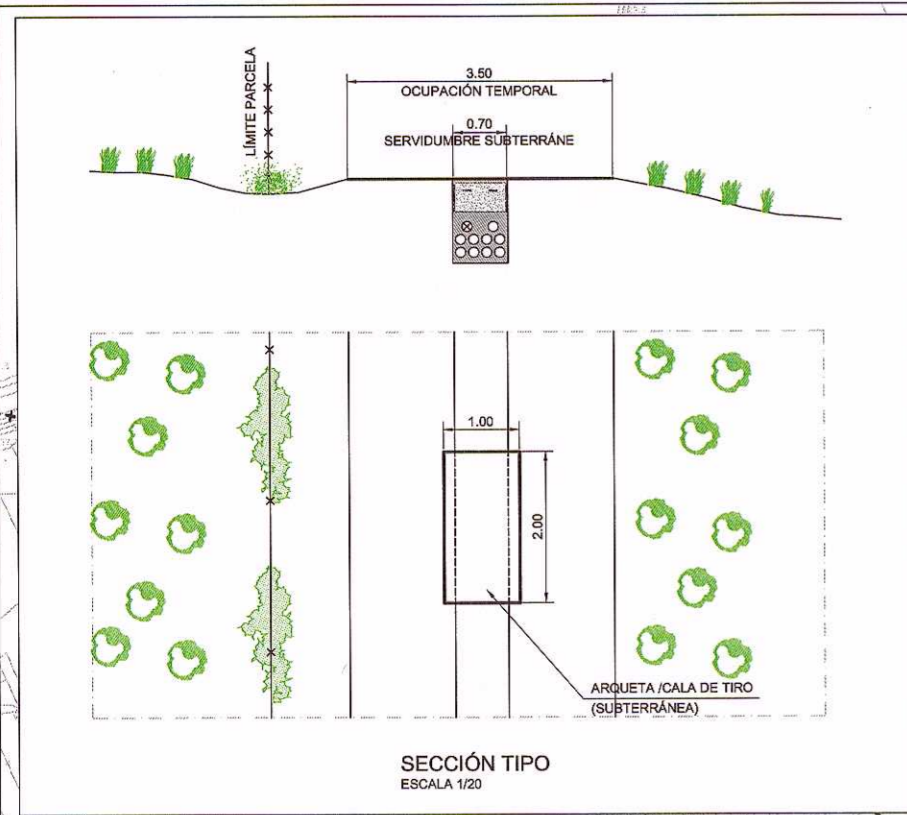 LÍMITE PARCELA
3.50
OCUPACIÓN TEMPORAL
0.70
SERVIDUMBRE SUBTERRÁNE
1.00
2.00
ARQUETA /CALA DE TIRO
(SUBTERRÁNEA)
SECCIÓN TIPO
ESCALA 1/20